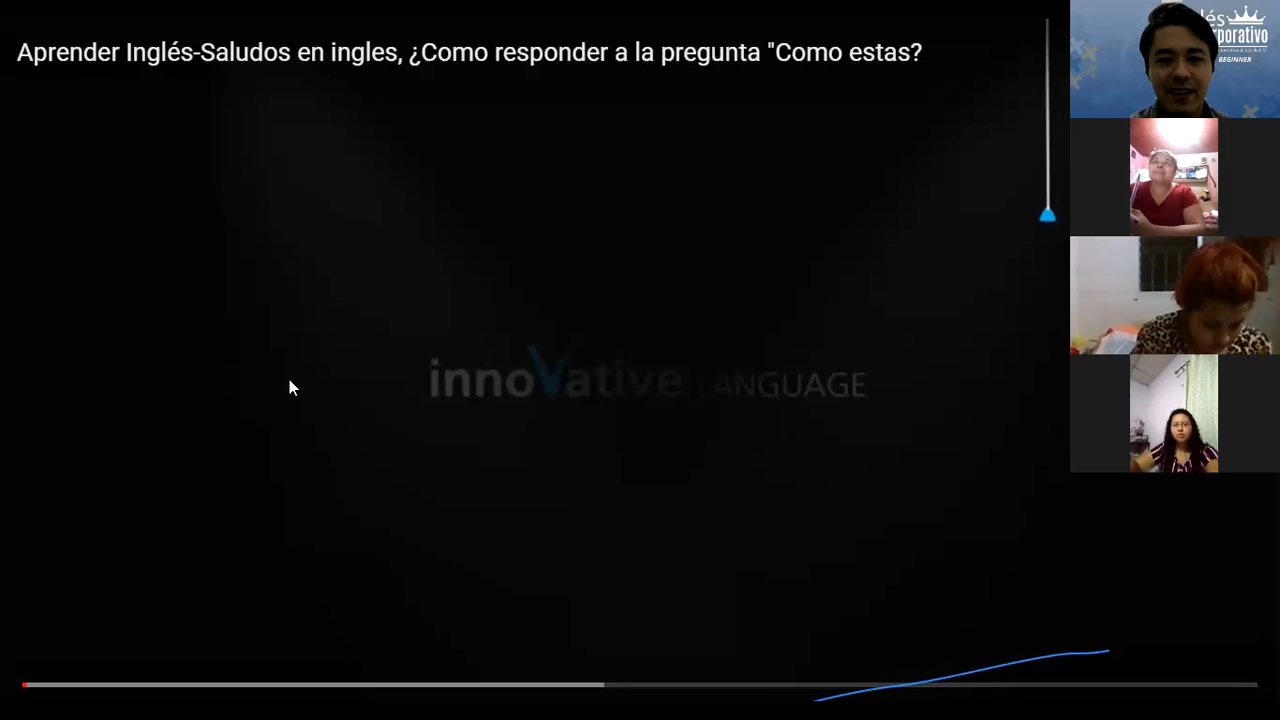 Aprender Inglés-Saludos en ingles, ¿Como responder a la pregunta "Como estas?
innoVative LANGUAGE
BEGINNER